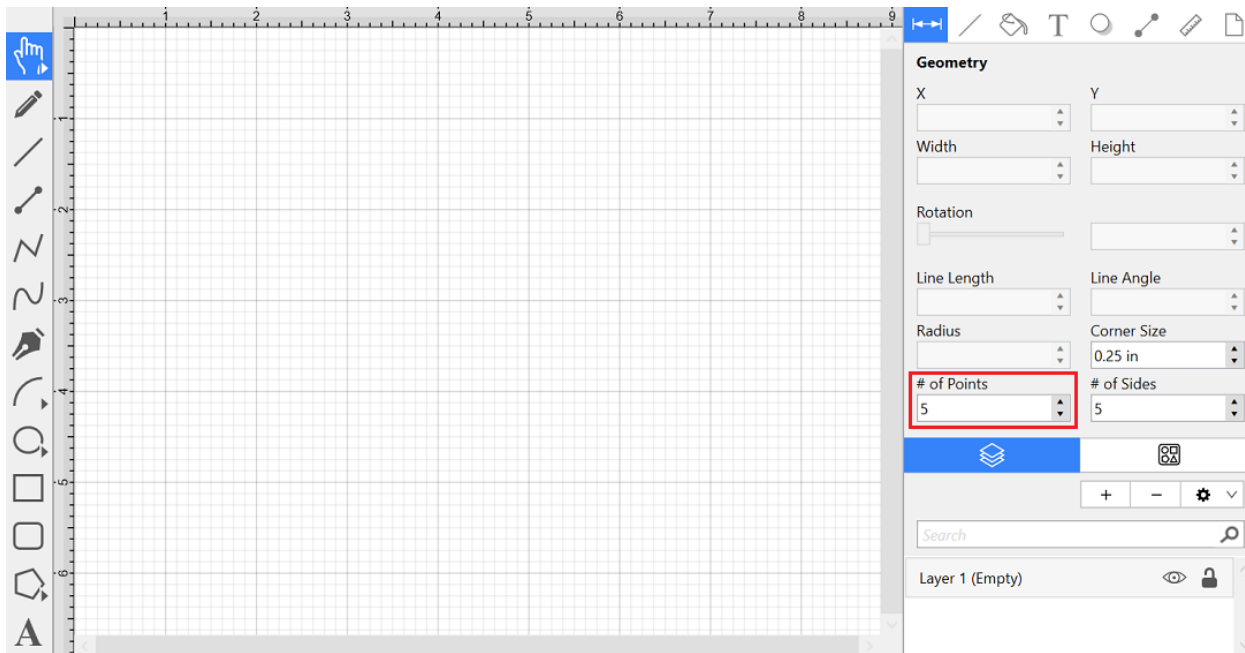 1 2 3 4 5 6 7 8 9
T
Geometry
X Y
Width Height
Rotation
Line Length Line Angle
Radius Corner Size
0.25 in
# of Points # of Sides
5 5
+ −
Search
Layer 1 (Empty)
1
2
3
4
5
6
A